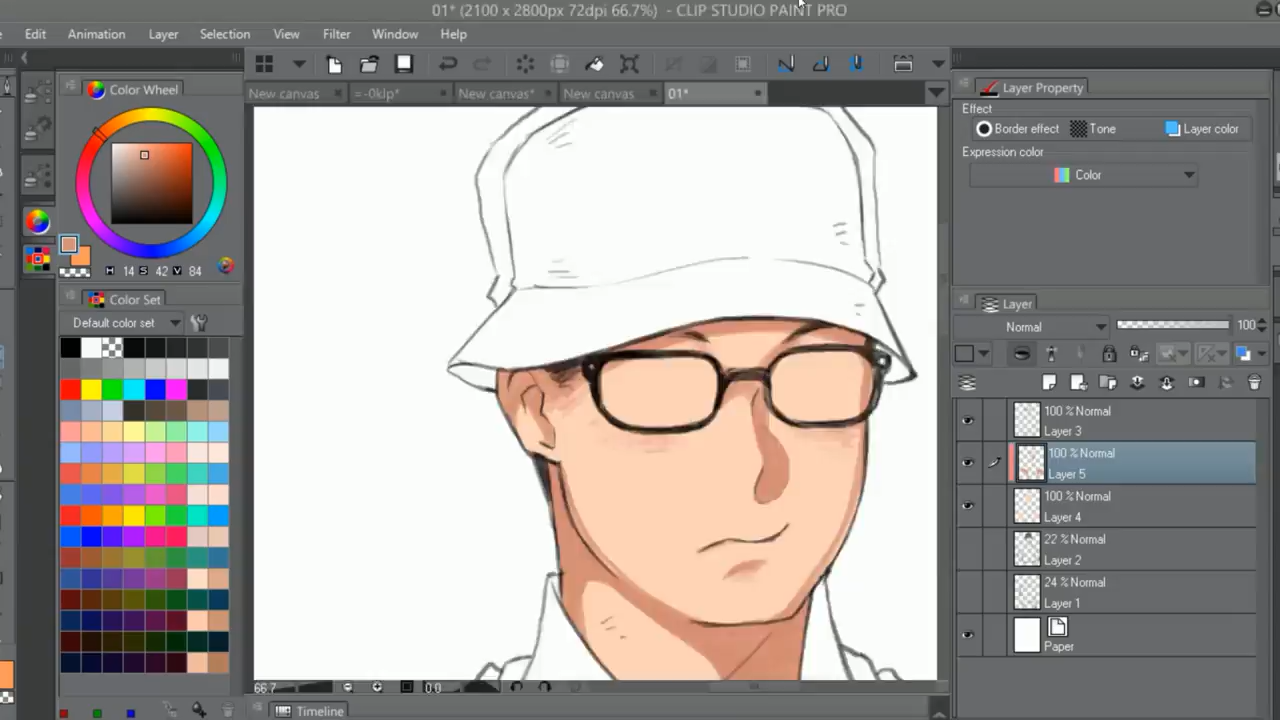 01* (2100 x 2800px 72dpi 66.7%) - CLIP STUDIO PAINT PRO
Edit Animation Layer Selection View Filter Window Help
New canvas =-0klp* New canvas* New canvas 01*
Color Wheel
H 14 S 42 V 84
Color Set
Default color set
Layer Property
Effect
Border effect Tone Layer color
Expression color
Color
Layer
Normal 100
100 % Normal
Layer 3
100 % Normal
Layer 5
100 % Normal
Layer 4
22 % Normal
Layer 2
24 % Normal
Layer 1
Paper
66.7 0.0
Timeline